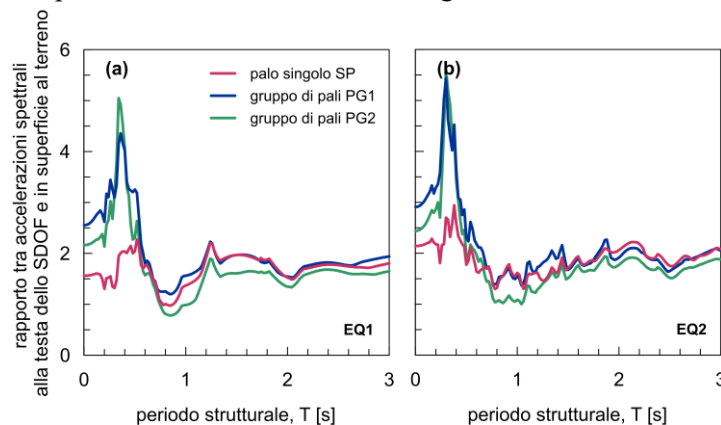 rapporto tra accelerazioni spettrali
alla testa dello SDOF e in superficie al terreno
6
4
2
0
(a)
palo singolo SP
gruppo di pali PG1
gruppo di pali PG2
EQ1
0 1 2 3
periodo strutturale, T [s]
(b)
EQ2
0 1 2 3
periodo strutturale, T [s]